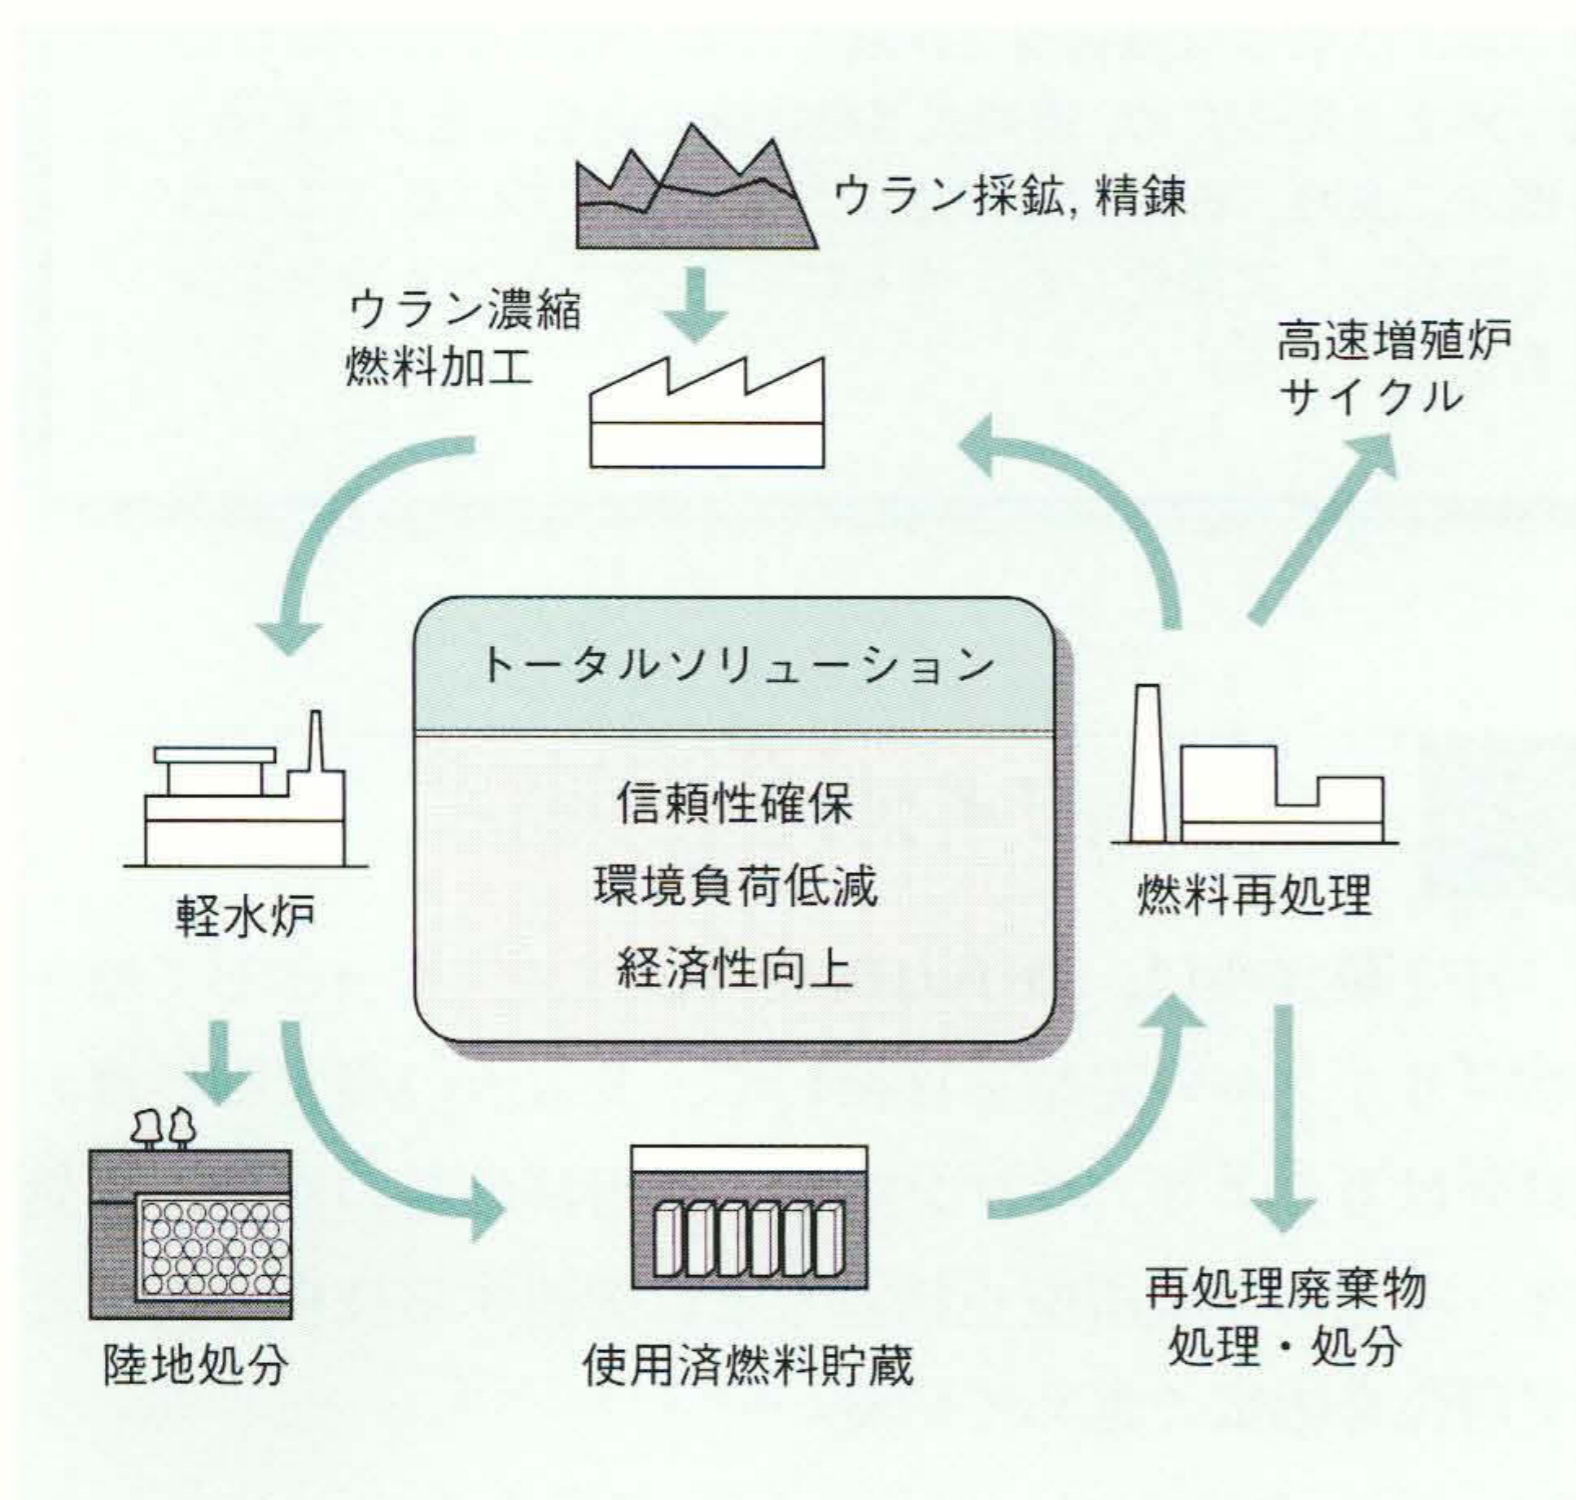 ウラン採鉱, 精錬
ウラン濃縮
燃料加工
高速増殖炉
サイクル
トータルソリューション
信頼性確保
環境負荷低減
経済性向上
軽水炉
燃料再処理
陸地処分
使用済燃料貯蔵
再処理廃棄物
処理・処分